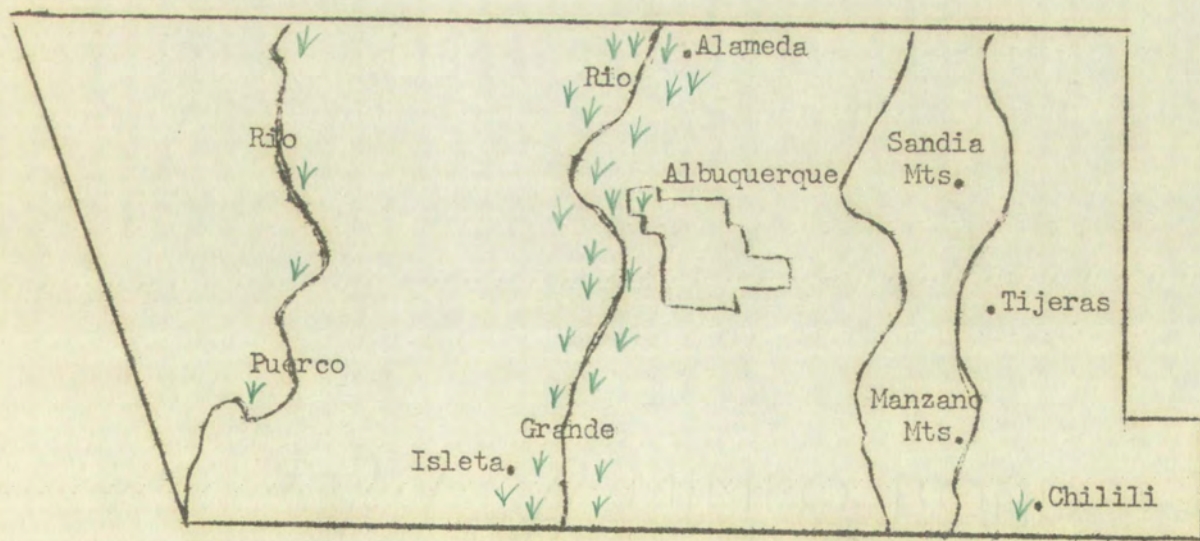 Alameda
Rio
Rio
Sandia
Mts.
Albuquerque
Tijeras
Puerco
Manzano
Mts.
Grande
Isleta
Chilili